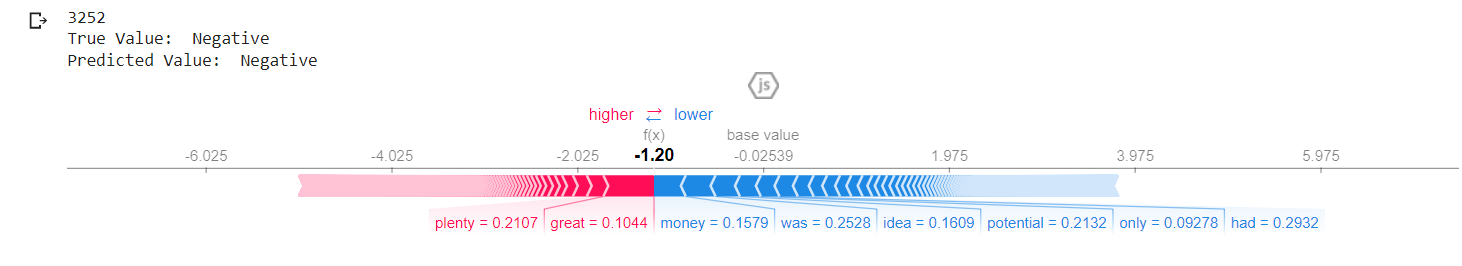 3252
True Value:  Negative
Predicted Value:  Negative
js
higher ⇄ lower
f(x) base value
-6.025 -4.025 -2.025 -1.20 -0.02539 1.975 3.975 5.975
plenty = 0.2107 great = 0.1044 money = 0.1579 was = 0.2528 idea = 0.1609 potential = 0.2132 only = 0.09278 had = 0.2932